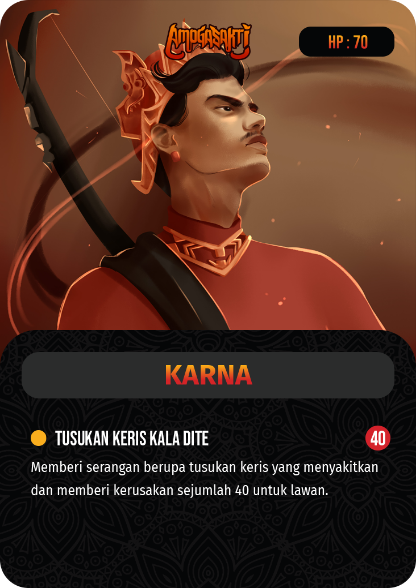 AMOGASAKTI
HP : 70
KARNA
TUSUKAN KERIS KALA DITE 40
Memberi serangan berupa tusukan keris yang menyakitkan
dan memberi kerusakan sejumlah 40 untuk lawan.